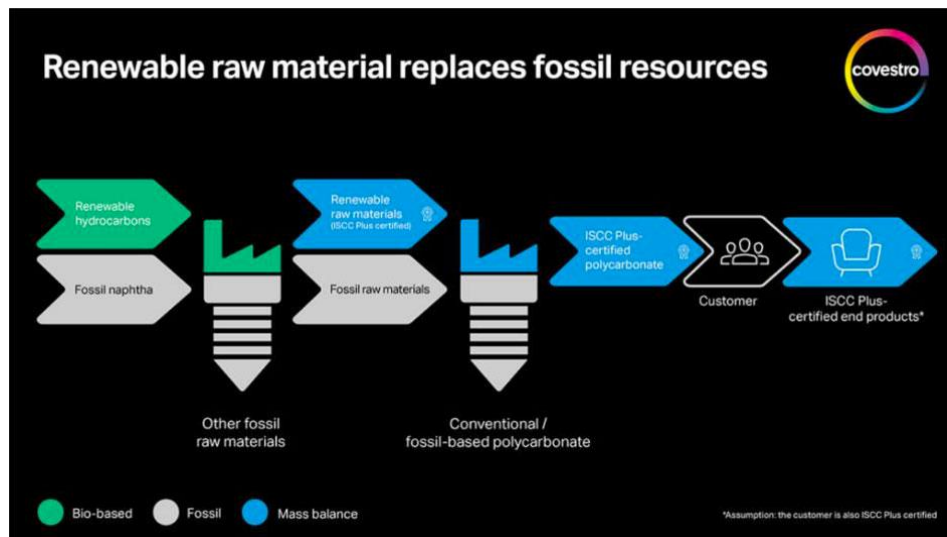 Renewable raw material replaces fossil resources
covestro
Renewable
hydrocarbons
Fossil naphtha
Renewable
raw materials
(ISCC Plus certified)
Fossil raw materials
ISCC Plus-
certified
polycarbonate
Customer
ISCC Plus-
certified end products*
Other fossil
raw materials
Conventional /
fossil-based polycarbonate
Bio-based
Fossil
Mass balance
*Assumption: the customer is also ISCC Plus certified